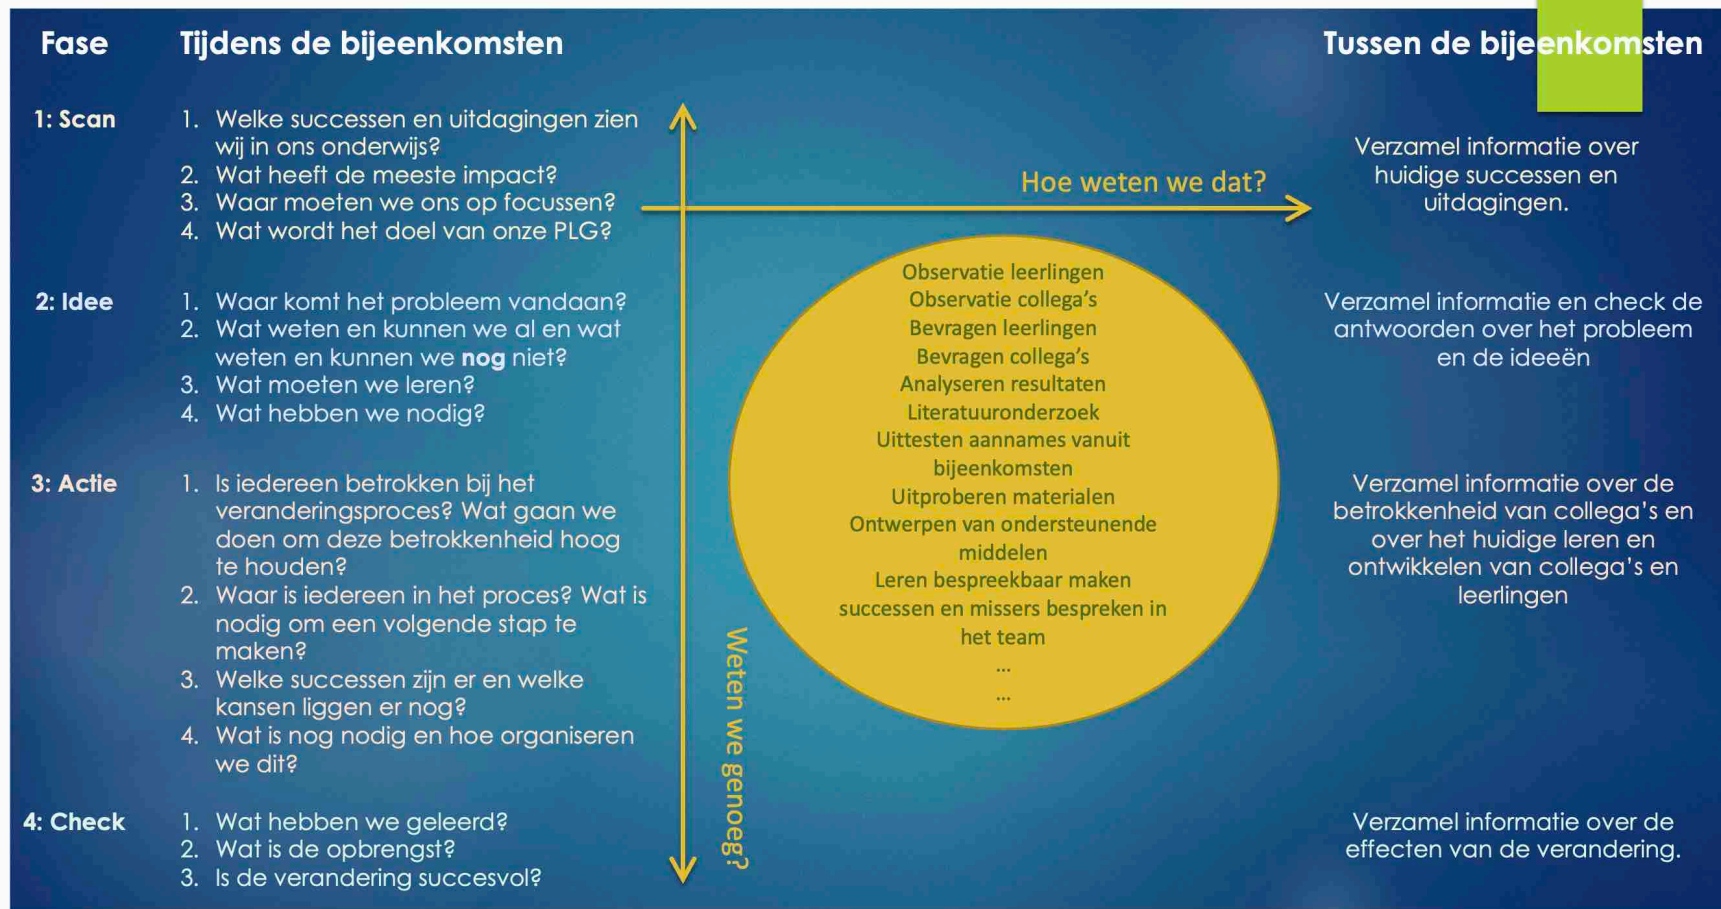 Fase
Tijdens de bijeenkomsten
Tussen de bijeenkomsten
1: Scan
1. Welke successen en uitdagingen zien
wij in ons onderwijs?
2. Wat heeft de meeste impact?
3. Waar moeten we ons op focussen?
4. Wat wordt het doel van onze PLG?
Hoe weten we dat?
Verzamel informatie over
huidige successen en
uitdagingen.
2: Idee
1. Waar komt het probleem vandaan?
2. Wat weten en kunnen we al en wat
weten en kunnen we nog niet?
3. Wat moeten we leren?
4. Wat hebben we nodig?
Verzamel informatie en check de
antwoorden over het probleem
en de ideeën
3: Actie
1. Is iedereen betrokken bij het
veranderingsproces? Wat gaan we
doen om deze betrokkenheid hoog
te houden?
2. Waar is iedereen in het proces? Wat is
nodig om een volgende stap te
maken?
3. Welke successen zijn er en welke
kansen liggen er nog?
4. Wat is nog nodig en hoe organiseren
we dit?
Verzamel informatie over de
betrokkenheid van collega's en
over het huidige leren en
ontwikkelen van collega's en
leerlingen
4: Check
1. Wat hebben we geleerd?
2. Wat is de opbrengst?
3. Is de verandering succesvol?
Verzamel informatie over de
effecten van de verandering.
Weten we genoeg?
Observatie leerlingen
Observatie collega's
Bevragen leerlingen
Bevragen collega's
Analyseren resultaten
Literatuuronderzoek
Uittesten aannames vanuit
bijeenkomsten
Uitproberen materialen
Ontwerpen van ondersteunende
middelen
Leren bespreekbaar maken
successen en missers bespreken in
het team
...
...